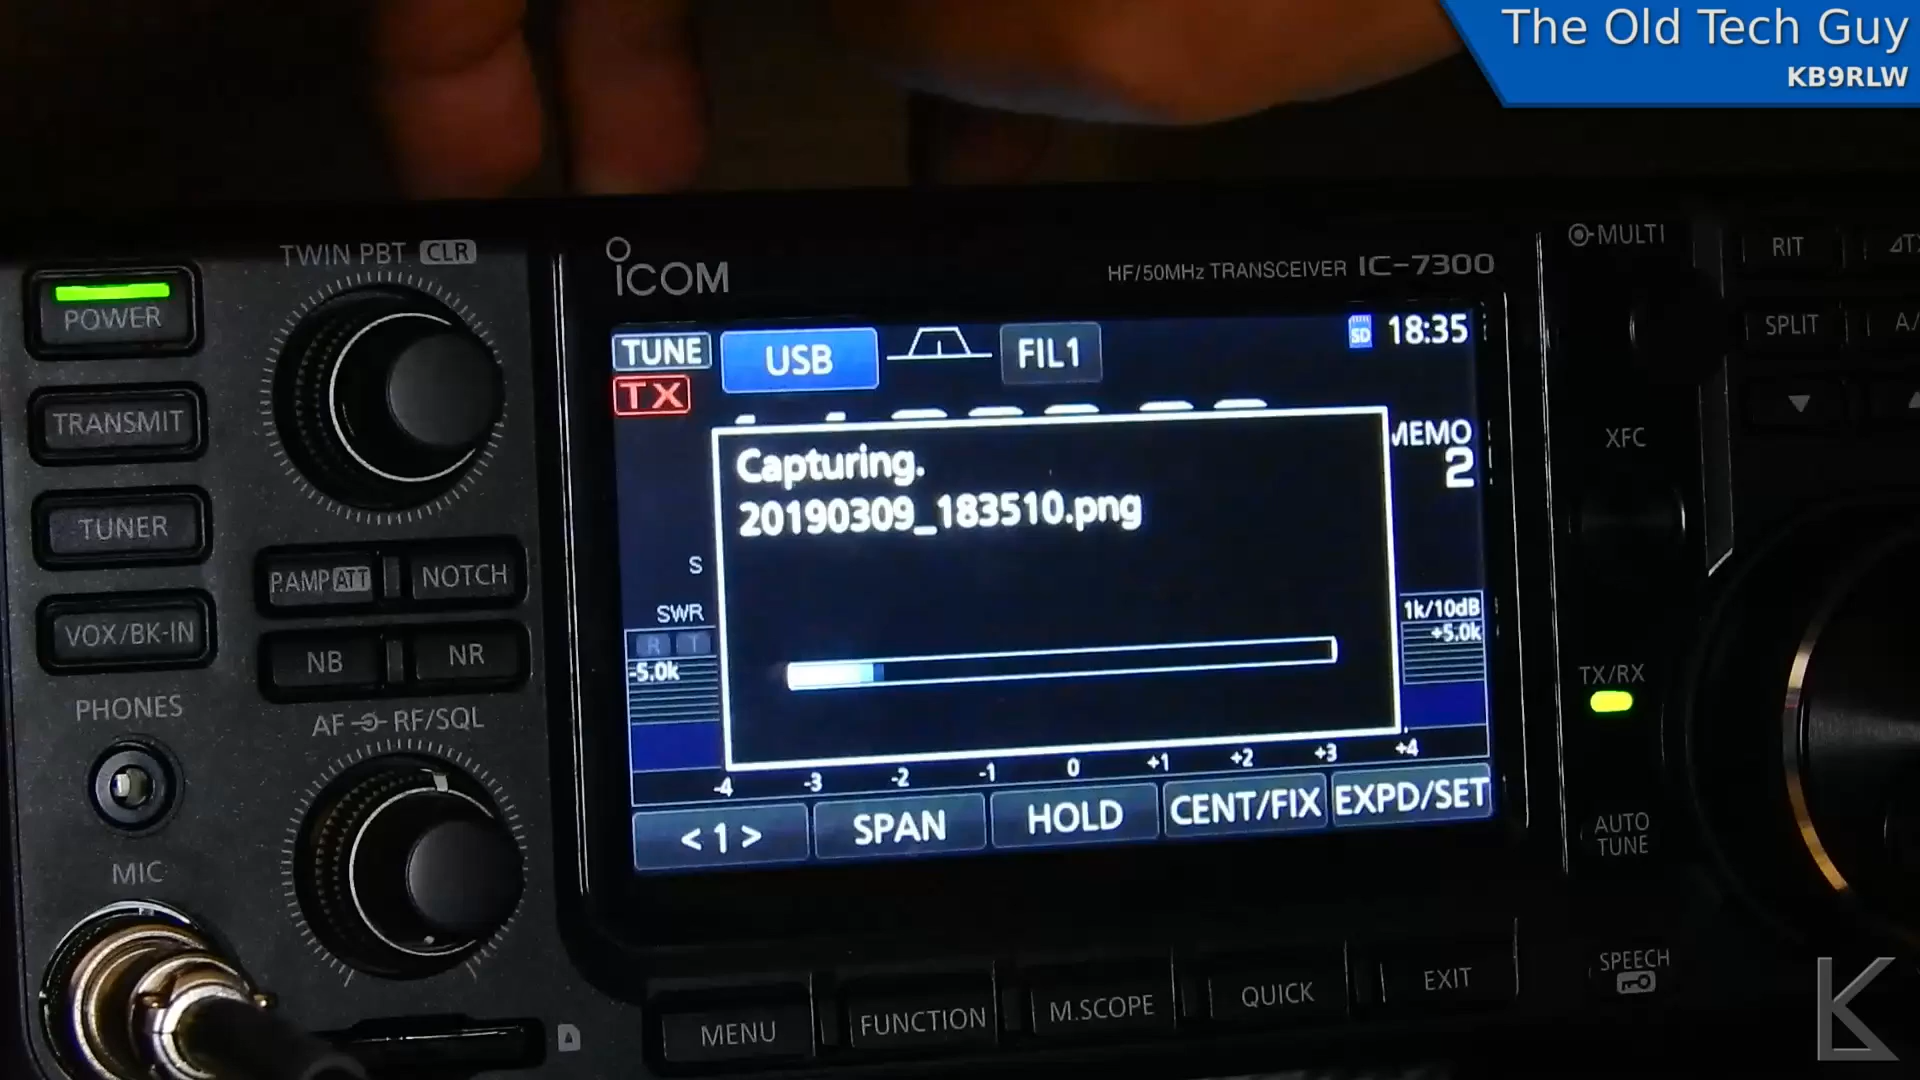 The Old Tech Guy
KB9RLW
TWIN PBT CLR
ICOM
HF/50MHz TRANSCEIVER IC-7300
MULTI
RIT
POWER
TUNE
USB
FIL1
SD
18:35
SPLIT
TX
TRANSMIT
Capturing.
20190309_183510.png
MEMO
2
XFC
TUNER
P.AMP ATT
NOTCH
S
SWR
1k/10dB
+5.0k
VOX/BK-IN
NB
NR
R T
-5.0k
TX/RX
PHONES
AF RF/SQL
-4 -3 -2 -1 0 +1 +2 +3 +4
<1>
SPAN
HOLD
CENT/FIX
EXPD/SET
AUTO
TUNE
MIC
SPEECH
MENU
FUNCTION
M.SCOPE
QUICK
EXIT
K